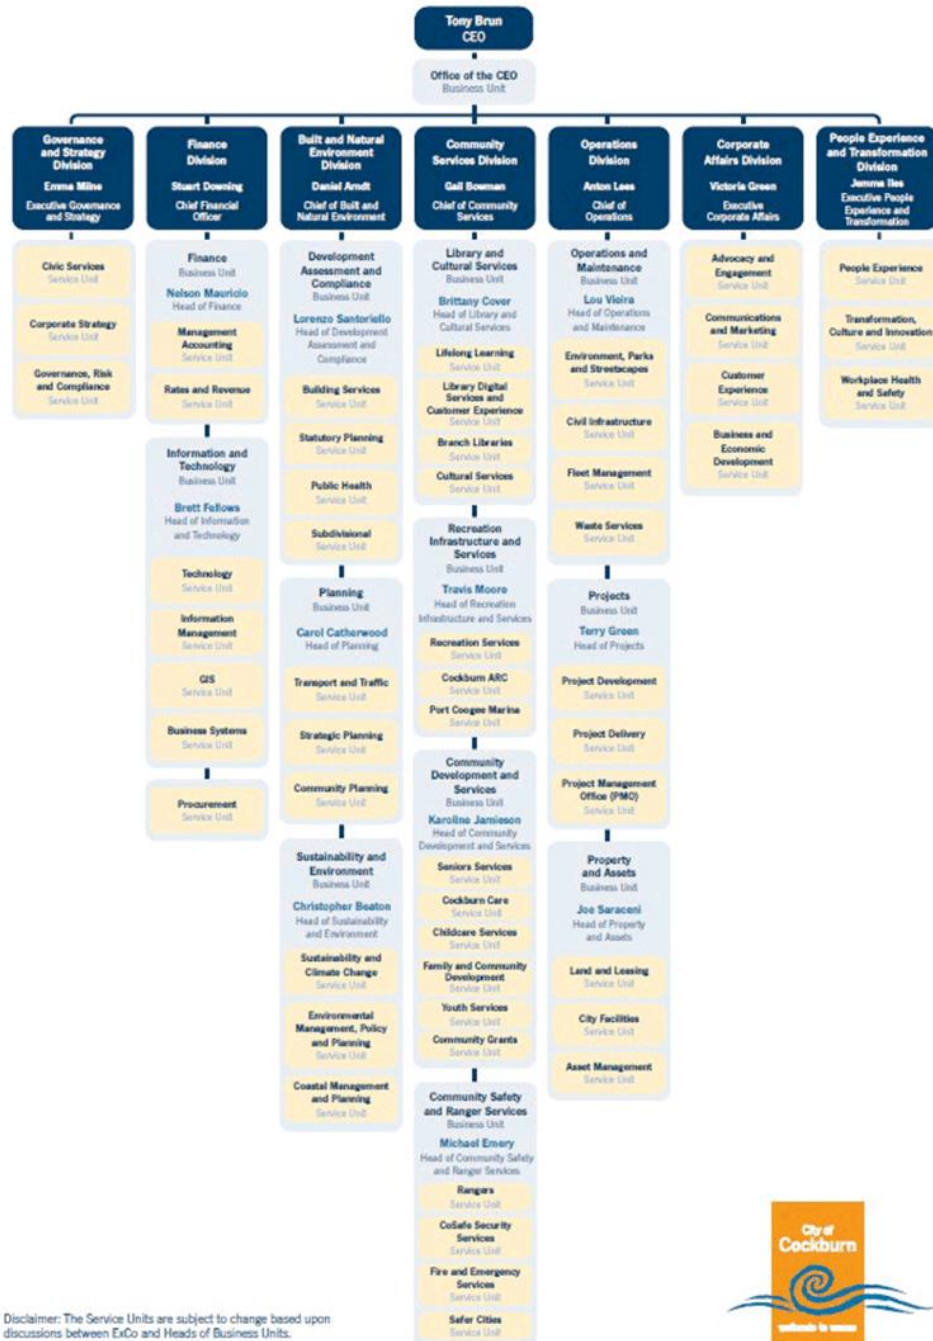 Tony Brun
CEO
Office of the CEO
Business Unit
Governance
and Strategy
Division
Emma Milne
Executive Governance
and Strategy
Civic Services
Service Unit
Corporate Strategy
Service Unit
Governance, Risk
and Compliance
Service Unit
Finance
Division
Stuart Downing
Chief Financial
Officer
Finance
Business Unit
Nelson Mauricio
Head of Finance
Management
Accounting
Service Unit
Rates and Revenue
Service Unit
Information and
Technology
Business Unit
Brett Fellows
Head of Information
and Technology
Technology
Service Unit
Information
Management
Service Unit
GIS
Service Unit
Business Systems
Service Unit
Procurement
Service Unit
Built and Natural
Environment
Division
Daniel Arndt
Chief of Built and
Natural Environment
Development
Assessment and
Compliance
Business Unit
Lorenzo Santoriello
Head of Development
Assessment and
Compliance
Building Services
Service Unit
Statutory Planning
Service Unit
Public Health
Service Unit
Subdivisional
Service Unit
Planning
Business Unit
Carol Catherwood
Head of Planning
Transport and Traffic
Service Unit
Strategic Planning
Service Unit
Community Planning
Service Unit
Sustainability and
Environment
Business Unit
Christopher Beaton
Head of Sustainability
and Environment
Sustainability and
Climate Change
Service Unit
Environmental
Management, Policy
and Planning
Service Unit
Coastal Management
and Planning
Service Unit
Community
Services Division
Gail Bowman
Chief of Community
Services
Library and
Cultural Services
Business Unit
Brittany Cover
Head of Library and
Cultural Services
Lifelong Learning
Service Unit
Library Digital
Services and
Customer Experience
Service Unit
Branch Libraries
Service Unit
Cultural Services
Service Unit
Recreation
Infrastructure and
Services
Business Unit
Travis Moore
Head of Recreation
Infrastructure and Services
Recreation Services
Service Unit
Cockburn ARC
Service Unit
Port Coogee Marina
Service Unit
Community
Development and
Services
Business Unit
Karoline Jamieson
Head of Community
Development and Services
Seniors Services
Service Unit
Cockburn Care
Service Unit
Childcare Services
Service Unit
Family and Community
Development
Service Unit
Youth Services
Service Unit
Community Grants
Service Unit
Community Safety
and Ranger Services
Business Unit
Michael Emery
Head of Community Safety
and Ranger Services
Rangers
Service Unit
CoSafe Security
Services
Service Unit
Fire and Emergency
Services
Service Unit
Safer Cities
Service Unit
Operations
Division
Anton Lees
Chief of
Operations
Operations and
Maintenance
Business Unit
Lou Vieira
Head of Operations
and Maintenance
Environment, Parks
and Streetscapes
Service Unit
Civil Infrastructure
Service Unit
Fleet Management
Service Unit
Waste Services
Service Unit
Projects
Business Unit
Terry Green
Head of Projects
Project Development
Service Unit
Project Delivery
Service Unit
Project Management
Office (PMO)
Service Unit
Property
and Assets
Business Unit
Joe Saraceni
Head of Property
and Assets
Land and Leasing
Service Unit
City Facilities
Service Unit
Asset Management
Service Unit
Corporate
Affairs Division
Victoria Green
Executive
Corporate Affairs
Advocacy and
Engagement
Service Unit
Communications
and Marketing
Service Unit
Customer
Experience
Service Unit
Business and
Economic
Development
Service Unit
People Experience
and Transformation
Division
Jemma Iles
Executive People
Experience and
Transformation
People Experience
Service Unit
Transformation,
Culture and Innovation
Service Unit
Workplace Health
and Safety
Service Unit
Disclaimer: The Service Units are subject to change based upon
discussions between ExCo and Heads of Business Units.
City of
Cockburn